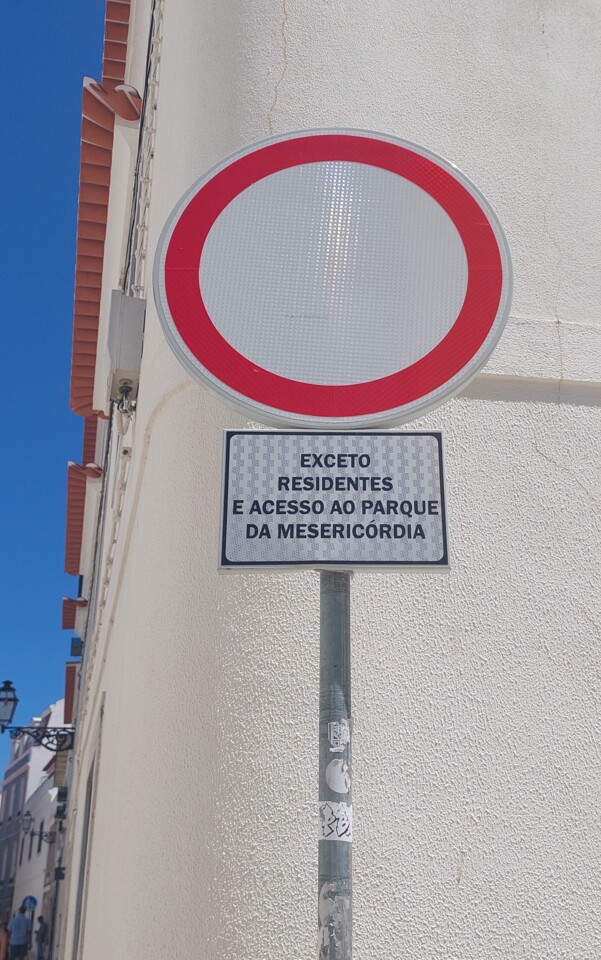 EXCETO
RESIDENTES
E ACESSO AO PARQUE
DA MESERICÓRDIA